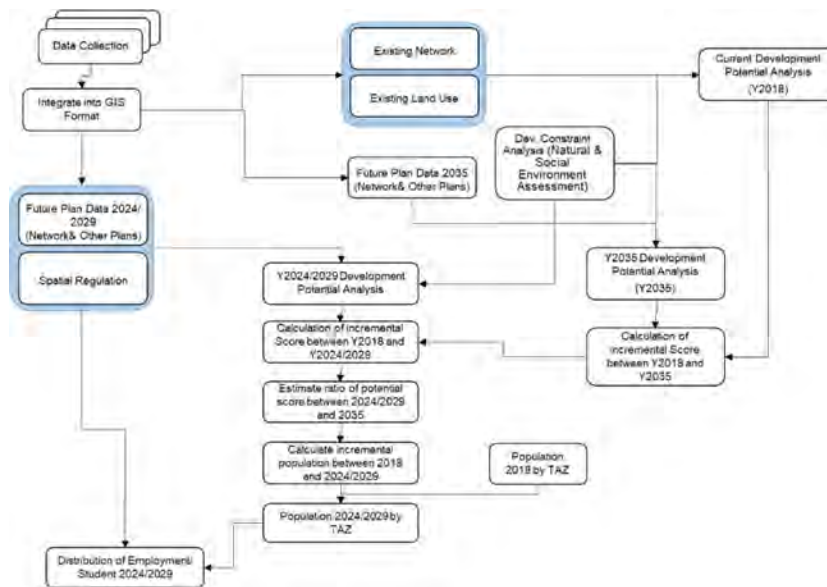 Data Collection
Integrate into GIS
Format
Existing Network
Existing Land Use
Current Development
Potential Analysis
(Y2018)
Dev. Constraint
Analysis (Natural &
Social
Environment
Assessment)
Future Plan Data 2035
(Network& Other Plans)
Future Plan Data 2024/
2029
(Network& Other Plans)
Spatial Regulation
Y2024/2029 Development
Potential Analysis
Y2035 Development
Potential Analysis
(Y2035)
Calculation of incremental
Score between Y2018 and
Y2024/2029
Calculation of
incremental Score
between Y2018 and
Y2035
Estimate ratio of potential
score between 2024/2029
and 2035
Calculate incremental
population between 2018
and 2024/2029
Population
2018 by TAZ
Population 2024/2029 by
TAZ
Distribution of Employment/
Student 2024/2029